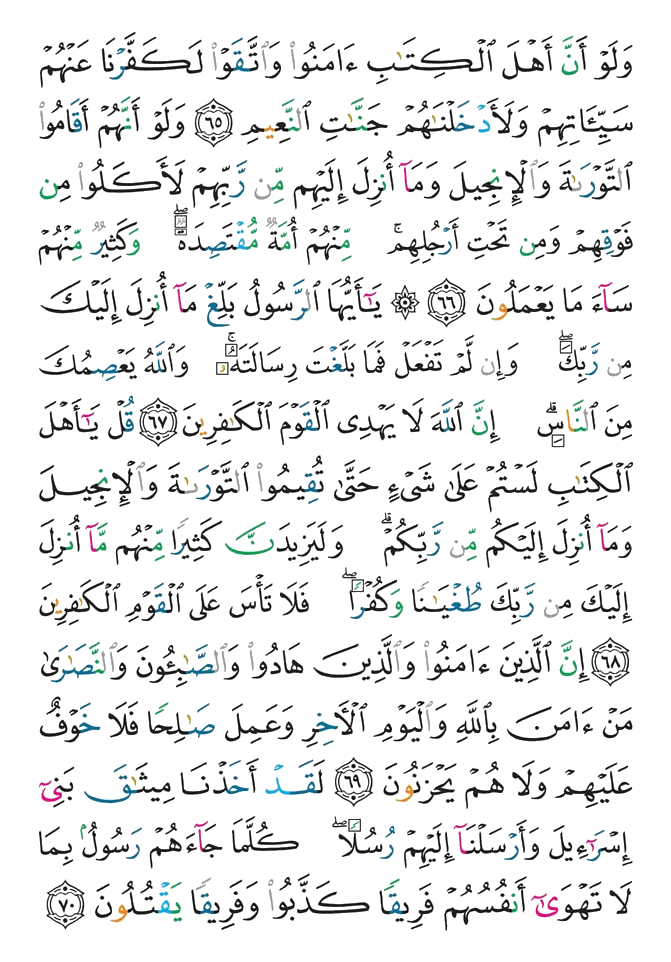 وَلَوۡ أَنَّ أَهۡلَ ٱلۡكِتَٰبِ ءَامَنُواْ وَٱتَّقَوۡاْ لَكَفَّرۡنَا عَنۡهُمۡ
سَيِّـَٔاتِهِمۡ وَلَأَدۡخَلۡنَٰهُمۡ جَنَّٰتِ ٱلنَّعِيمِ ٦٥ وَلَوۡ أَنَّهُمۡ أَقَامُواْ
ٱلتَّوۡرَىٰةَ وَٱلۡإِنجِيلَ وَمَآ أُنزِلَ إِلَيۡهِم مِّن رَّبِّهِمۡ لَأَكَلُواْ مِن
فَوۡقِهِمۡ وَمِن تَحۡتِ أَرۡجُلِهِمۚ مِّنۡهُمۡ أُمَّةٞ مُّقۡتَصِدَةٞۖ وَكَثِيرٞ مِّنۡهُمۡ
سَآءَ مَا يَعۡمَلُونَ ٦٦ ۞ يَٰٓأَيُّهَا ٱلرَّسُولُ بَلِّغۡ مَآ أُنزِلَ إِلَيۡكَ
مِن رَّبِّكَۖ وَإِن لَّمۡ تَفۡعَلۡ فَمَا بَلَّغۡتَ رِسَالَتَهُۥۚ وَٱللَّهُ يَعۡصِمُكَ
مِنَ ٱلنَّاسِۗ إِنَّ ٱللَّهَ لَا يَهۡدِي ٱلۡقَوۡمَ ٱلۡكَٰفِرِينَ ٦٧ قُلۡ يَٰٓأَهۡلَ
ٱلۡكِتَٰبِ لَسۡتُمۡ عَلَىٰ شَيۡءٍ حَتَّىٰ تُقِيمُواْ ٱلتَّوۡرَىٰةَ وَٱلۡإِنجِيلَ
وَمَآ أُنزِلَ إِلَيۡكُم مِّن رَّبِّكُمۡۗ وَلَيَزِيدَنَّ كَثِيرٗا مِّنۡهُم مَّآ أُنزِلَ
إِلَيۡكَ مِن رَّبِّكَ طُغۡيَٰنٗا وَكُفۡرٗاۖ فَلَا تَأۡسَ عَلَى ٱلۡقَوۡمِ ٱلۡكَٰفِرِينَ
٦٨ إِنَّ ٱلَّذِينَ ءَامَنُواْ وَٱلَّذِينَ هَادُواْ وَٱلصَّٰبِـُٔونَ وَٱلنَّصَٰرَىٰ
مَنۡ ءَامَنَ بِٱللَّهِ وَٱلۡيَوۡمِ ٱلۡأٓخِرِ وَعَمِلَ صَٰلِحٗا فَلَا خَوۡفٌ
عَلَيۡهِمۡ وَلَا هُمۡ يَحۡزَنُونَ ٦٩ لَقَدۡ أَخَذۡنَا مِيثَٰقَ بَنِيٓ
إِسۡرَٰٓءِيلَ وَأَرۡسَلۡنَآ إِلَيۡهِمۡ رُسُلٗاۖ كُلَّمَا جَآءَهُمۡ رَسُولُۢ بِمَا
لَا تَهۡوَىٰٓ أَنفُسُهُمۡ فَرِيقٗا كَذَّبُواْ وَفَرِيقٗا يَقۡتُلُونَ ٧٠